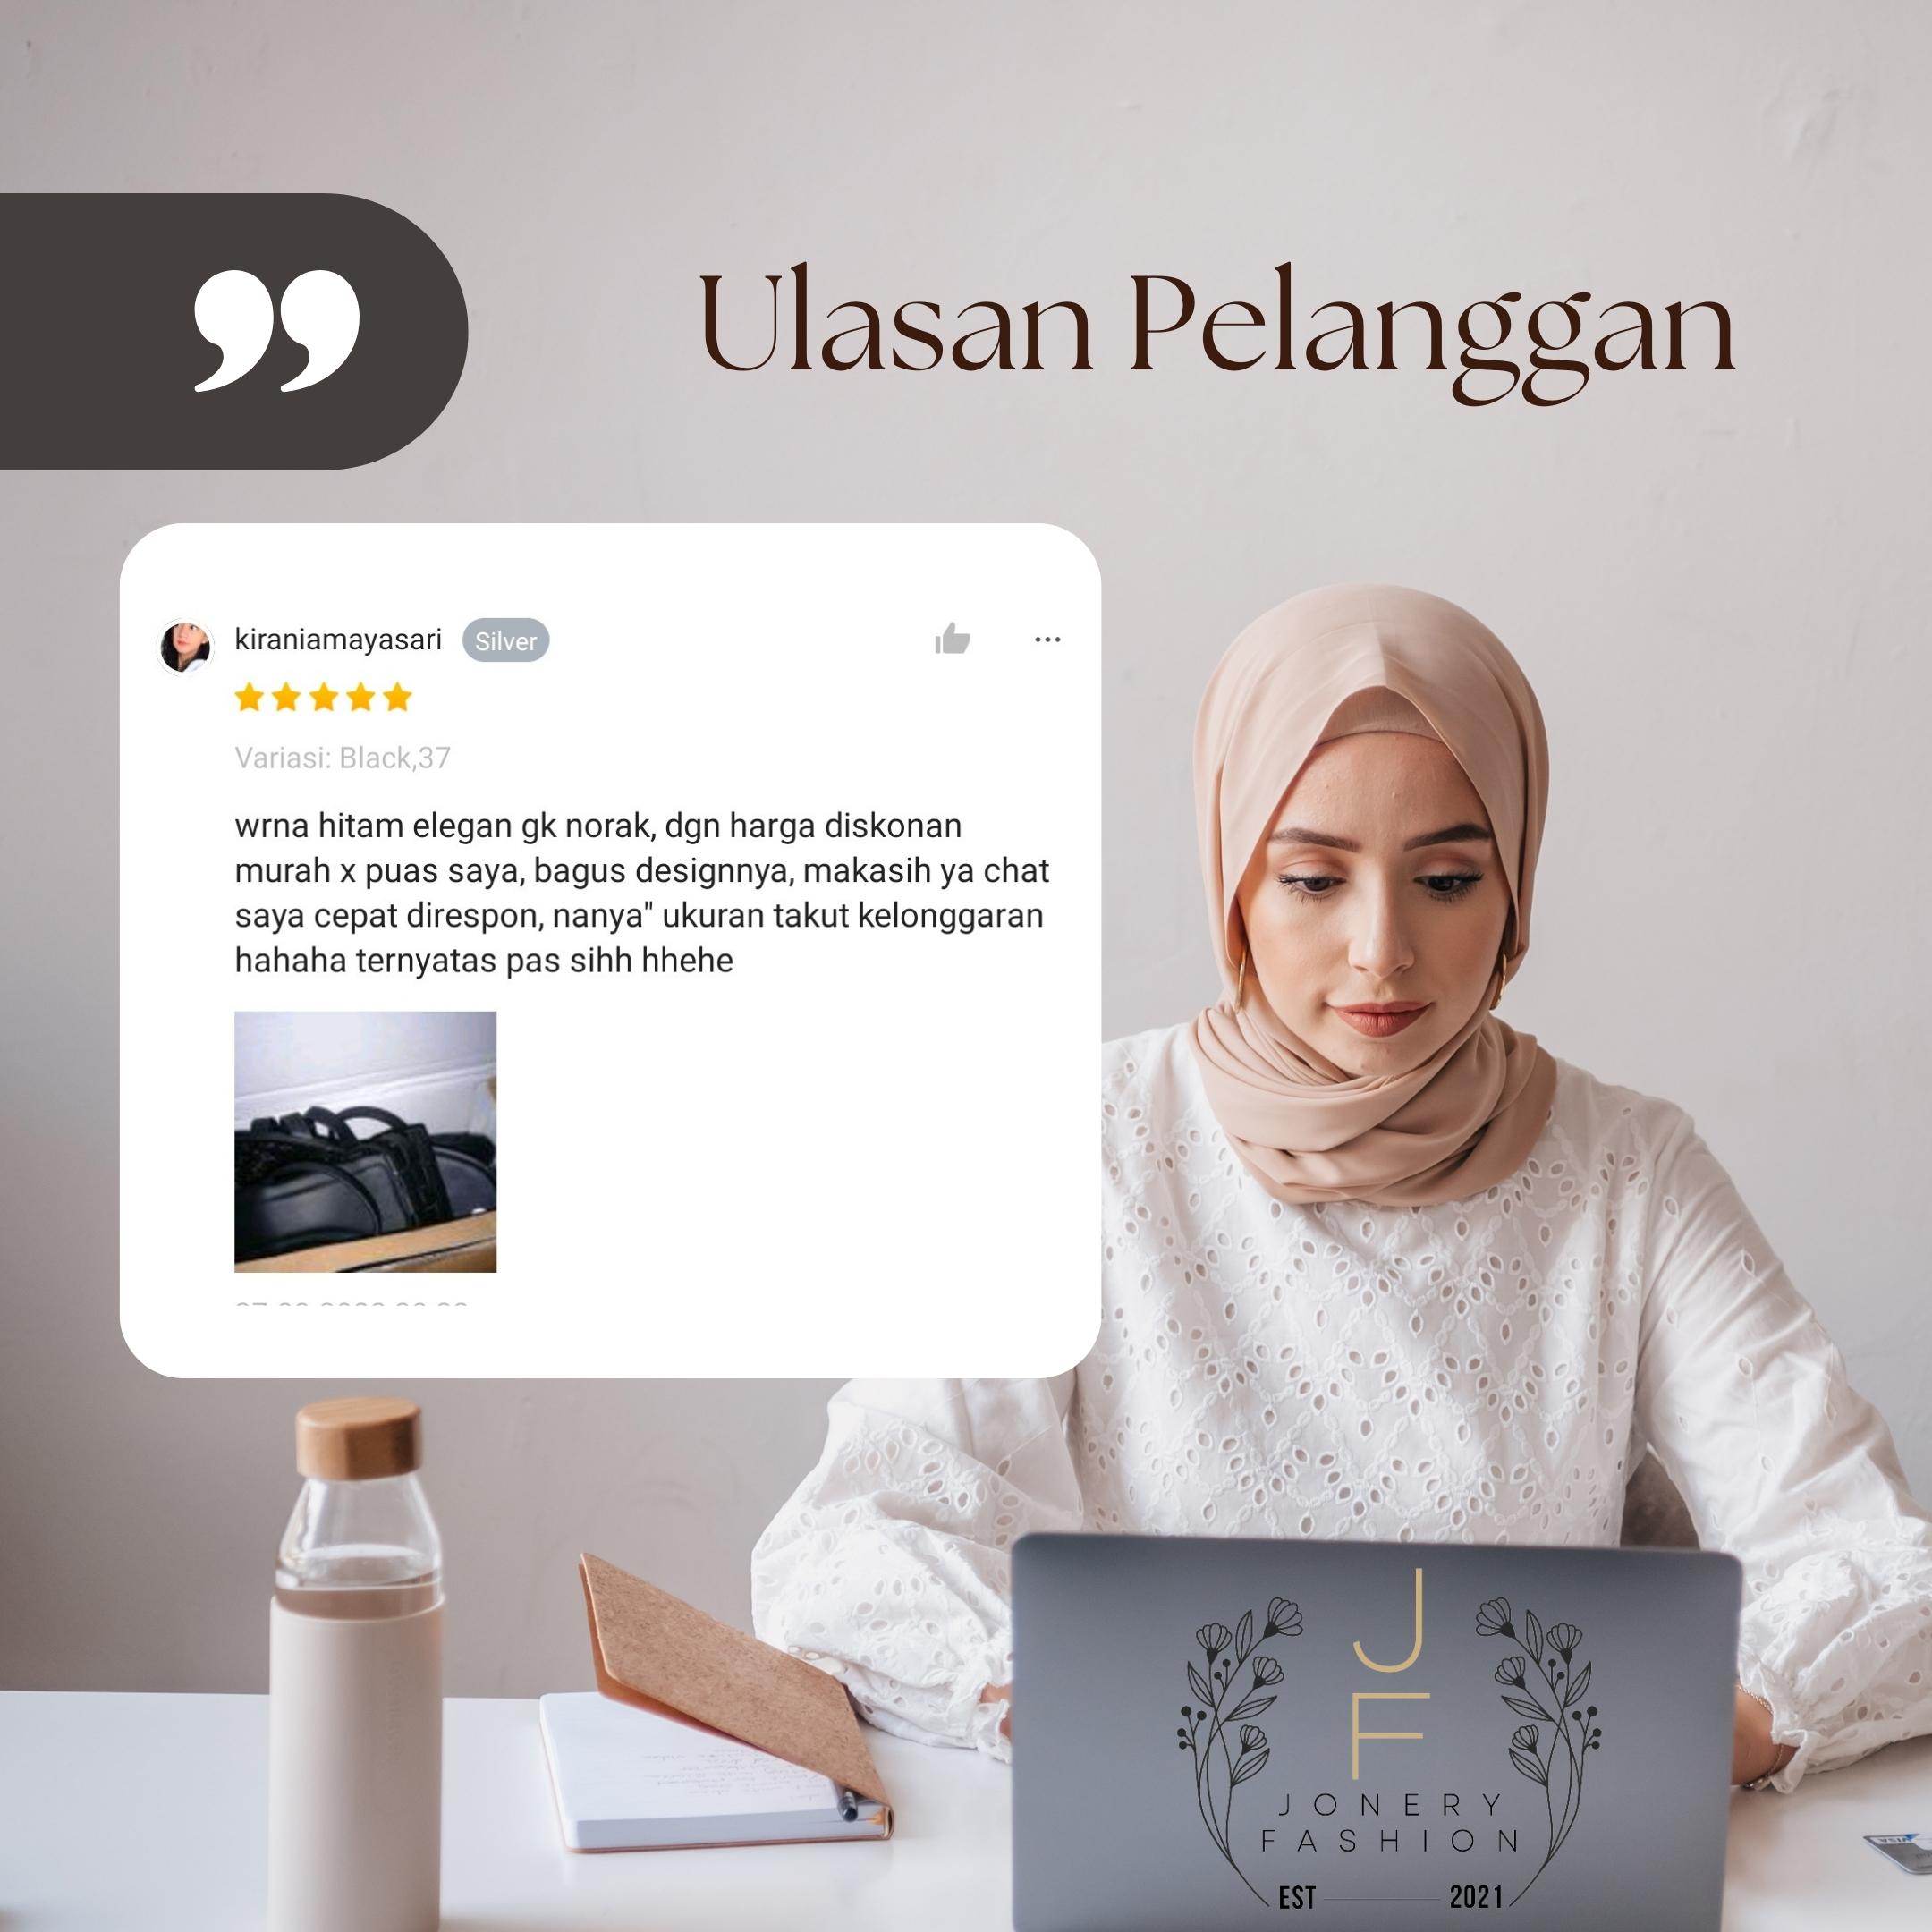 Ulasan Pelanggan
kiraniamayasari Silver
Variasi: Black,37
wrna hitam elegan gk norak, dgn harga diskonan
murah x puas saya, bagus designnya, makasih ya chat
saya cepat direspon, nanya" ukuran takut kelonggaran
hahaha ternyatas pas sihh hhehe
J
F
JONERY
FASHION
EST 2021
VISA